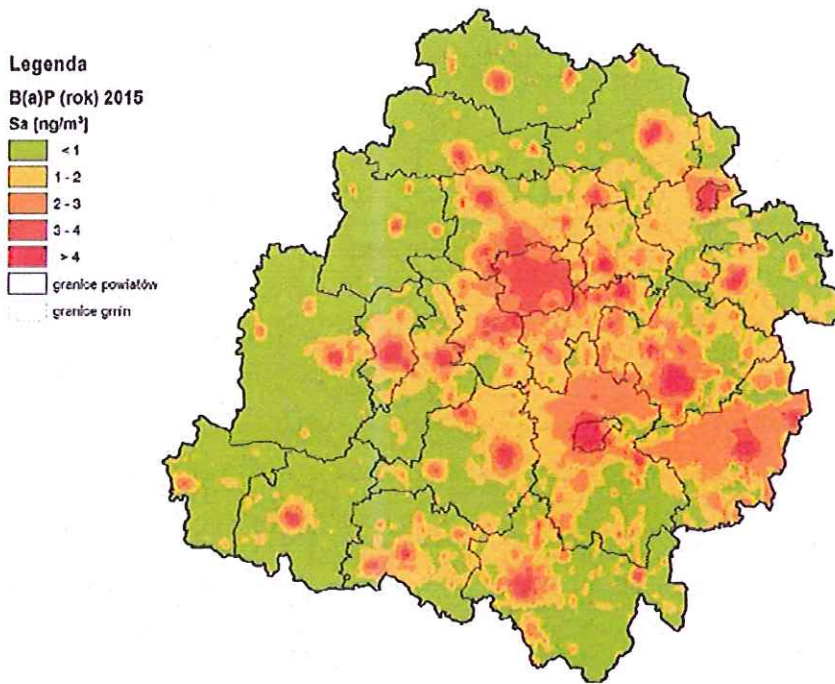 Legenda
B(a)P (rok) 2015
Sa [ng/m³]
< 1
1 - 2
2 - 3
3 - 4
> 4
granice powiatów
granice gmin